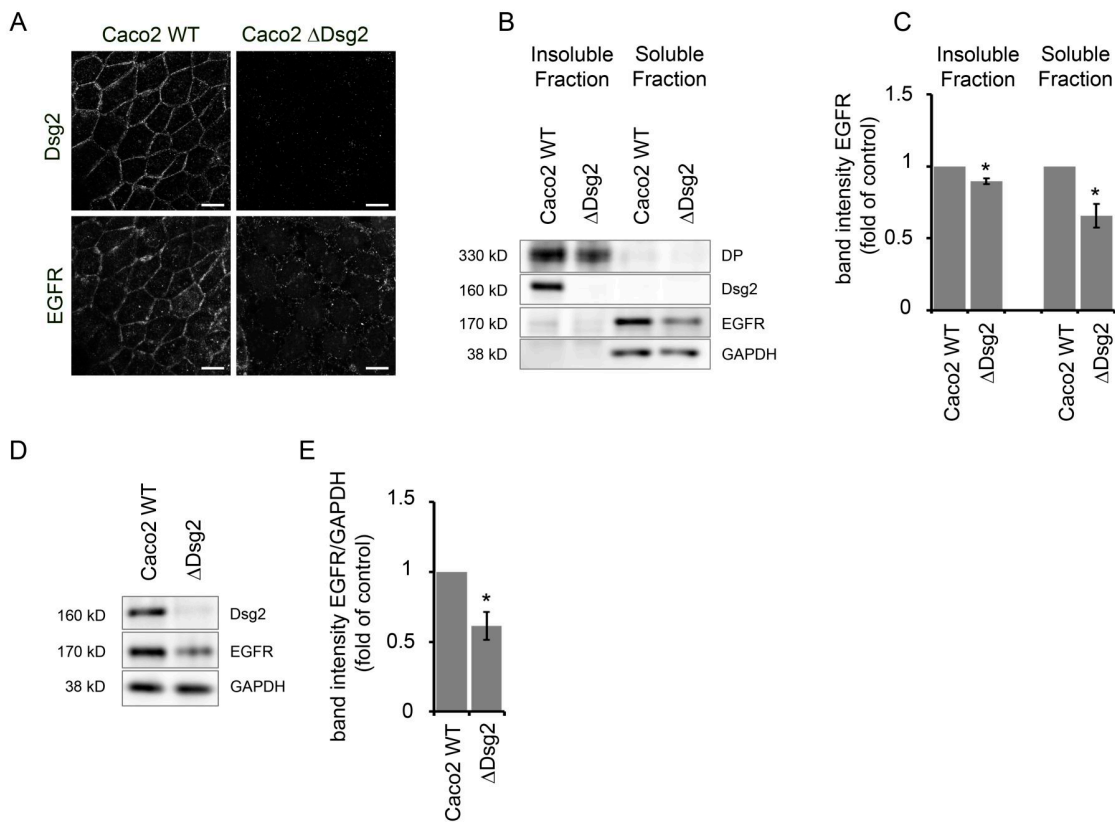 A
Caco2 WT
Caco2 ΔDsg2
Dsg2
EGFR
B
Insoluble
Fraction
Soluble
Fraction
Caco2 WT
ΔDsg2
Caco2 WT
ΔDsg2
330 kD
DP
160 kD
Dsg2
170 kD
EGFR
38 kD
GAPDH
C
Insoluble
Fraction
Soluble
Fraction
band intensity EGFR
(fold of control)
1.5
1
0.5
0
*
*
Caco2 WT
ΔDsg2
Caco2 WT
ΔDsg2
D
Caco2 WT
ΔDsg2
160 kD
Dsg2
170 kD
EGFR
38 kD
GAPDH
E
band intensity EGFR/GAPDH
(fold of control)
1.5
1
0.5
0
*
Caco2 WT
ΔDsg2